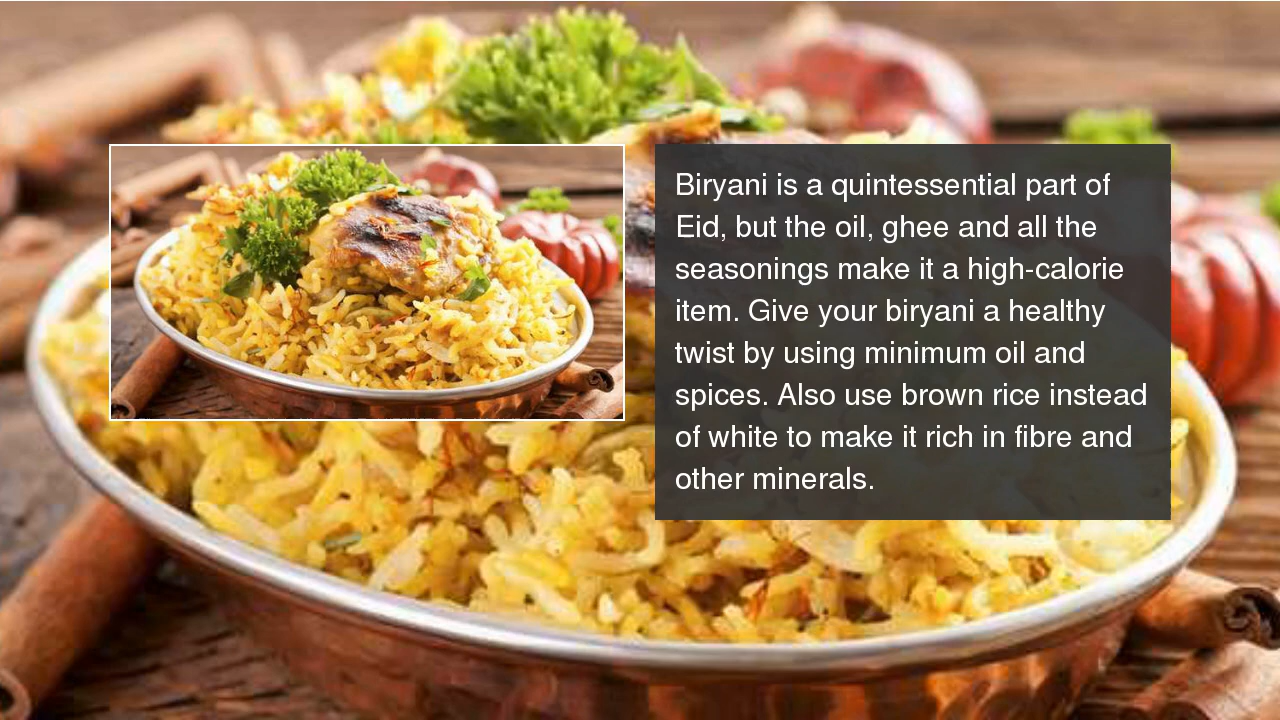 Biryani is a quintessential part of
Eid, but the oil, ghee and all the
seasonings make it a high-calorie
item. Give your biryani a healthy
twist by using minimum oil and
spices. Also use brown rice instead
of white to make it rich in fibre and
other minerals.